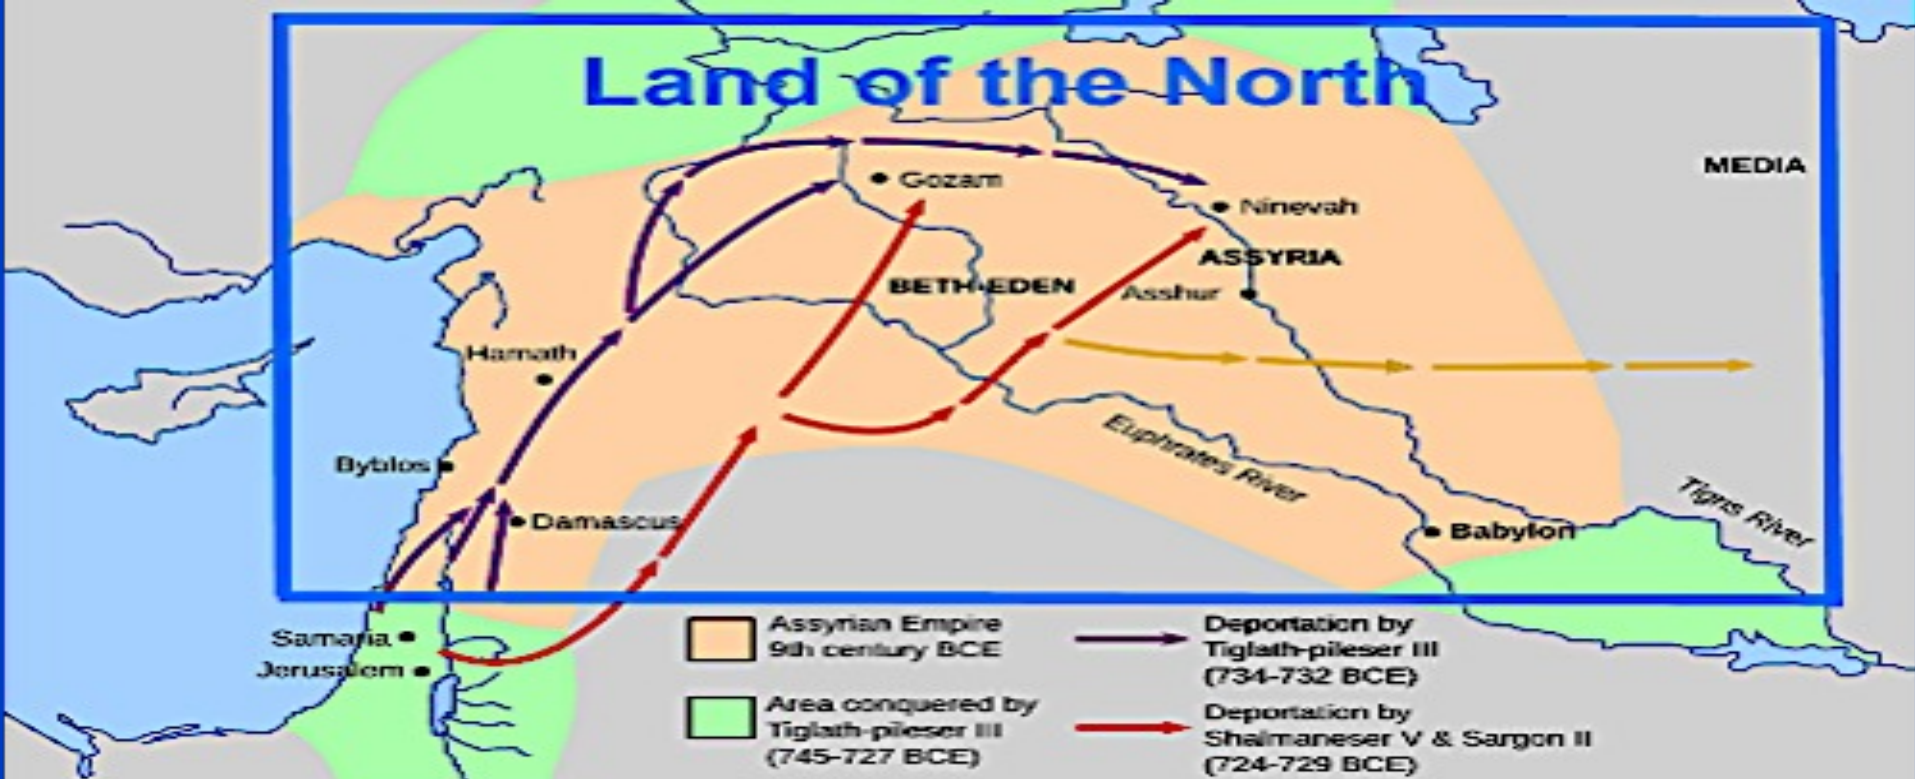 Land of the North
MEDIA
Gozam
Ninevah
ASSYRIA
BETH-EDEN
Asshur
Hamath
Euphrates River
Byblos
Tigris River
Damascus
Babylon
Samaria
Jerusalem
Assyrian Empire
9th century BCE
Deportation by
Tiglath-pileser III
(734-732 BCE)
Area conquered by
Tiglath-pileser III
(745-727 BCE)
Deportation by
Shalmaneser V & Sargon II
(724-729 BCE)